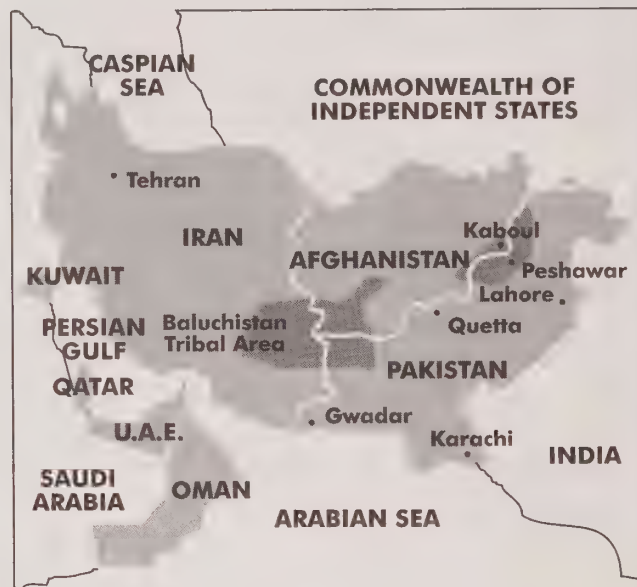 CASPIAN
SEA
COMMONWEALTH OF
INDEPENDENT STATES
Tehran
IRAN
Kaboul
AFGHANISTAN
Peshawar
KUWAIT
Lahore
PERSIAN
GULF
Baluchistan
Tribal Area
Quetta
QATAR
PAKISTAN
Gwadar
U.A.E.
Karachi
INDIA
SAUDI
ARABIA
OMAN
ARABIAN SEA